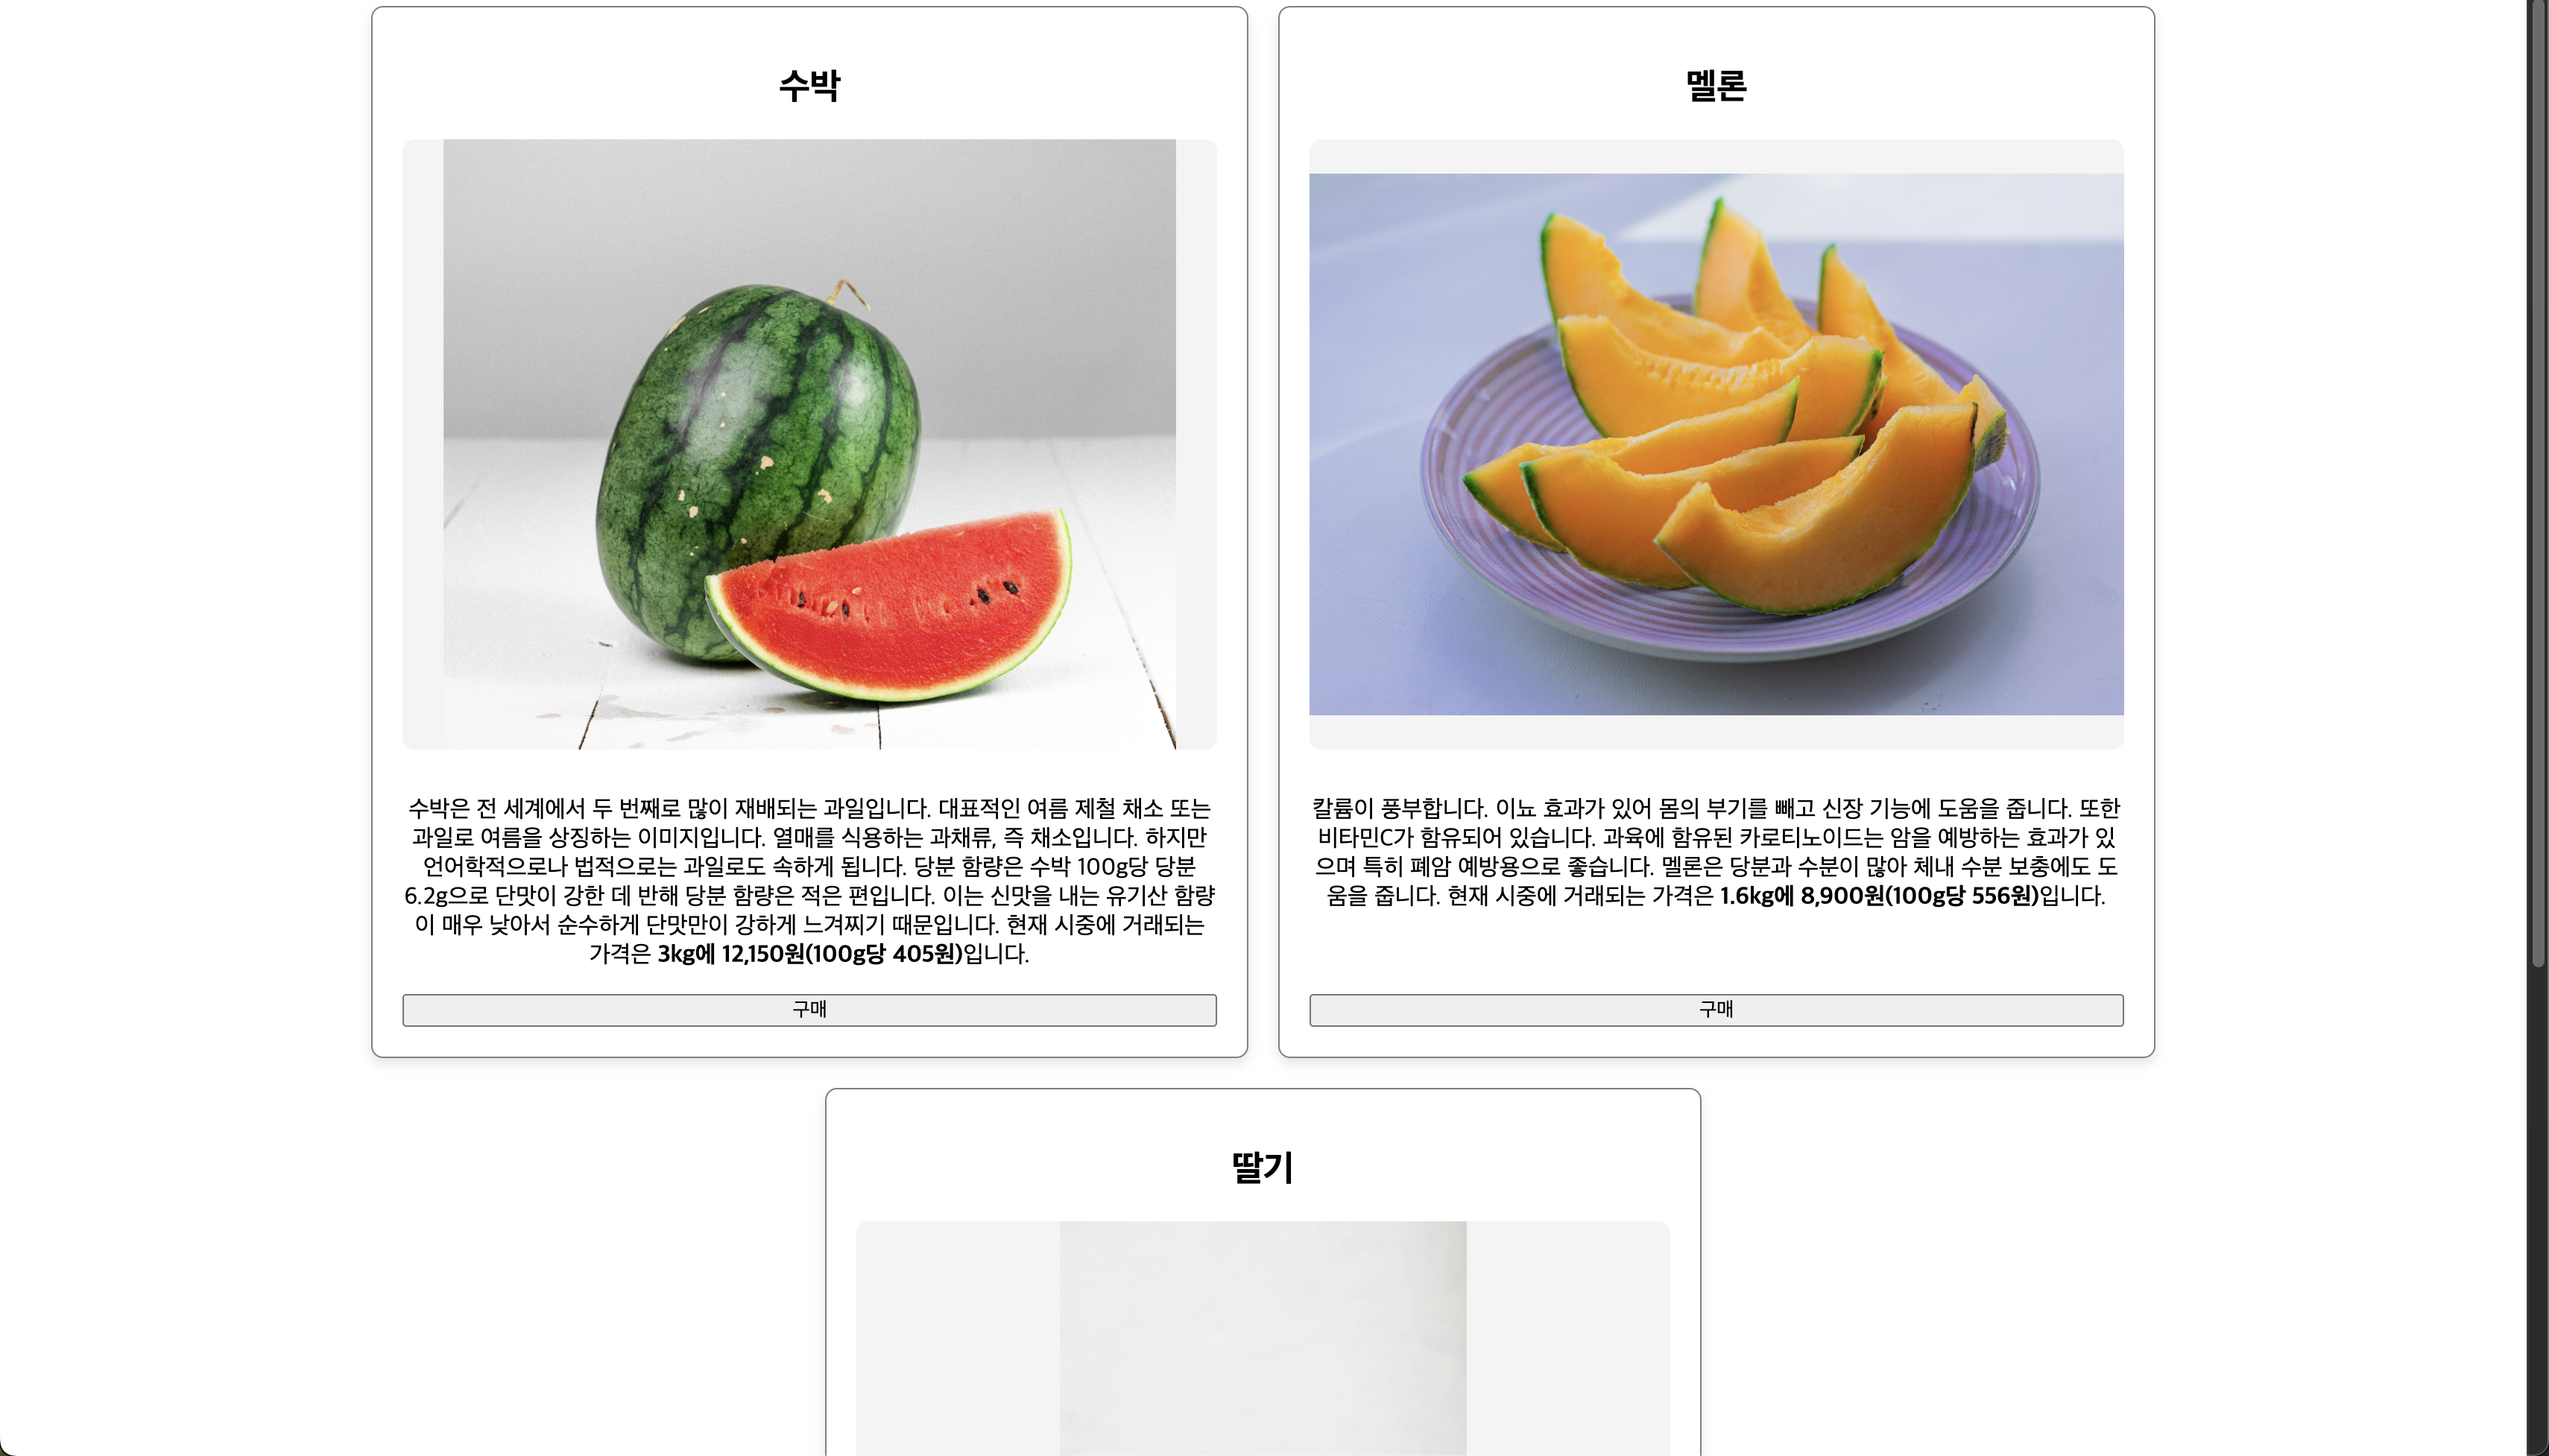 수박
수박은 전 세계에서 두 번째로 많이 재배되는 과일입니다. 대표적인 여름 제철 채소 또는
과일로 여름을 상징하는 이미지입니다. 열매를 식용하는 과채류, 즉 채소입니다. 하지만
언어학적으로나 법적으로는 과일로도 속하게 됩니다. 당분 함량은 수박 100g당 당분
6.2g으로 단맛이 강한 데 반해 당분 함량은 적은 편입니다. 이는 신맛을 내는 유기산 함량
이 매우 낮아서 순수하게 단맛만이 강하게 느껴찌기 때문입니다. 현재 시중에 거래되는
가격은 3kg에 12,150원(100g당 405원)입니다.
구매
멜론
칼륨이 풍부합니다. 이뇨 효과가 있어 몸의 부기를 빼고 신장 기능에 도움을 줍니다. 또한
비타민C가 함유되어 있습니다. 과육에 함유된 카로티노이드는 암을 예방하는 효과가 있
으며 특히 폐암 예방용으로 좋습니다. 멜론은 당분과 수분이 많아 체내 수분 보충에도 도
움을 줍니다. 현재 시중에 거래되는 가격은 1.6kg에 8,900원(100g당 556원)입니다.
구매
딸기